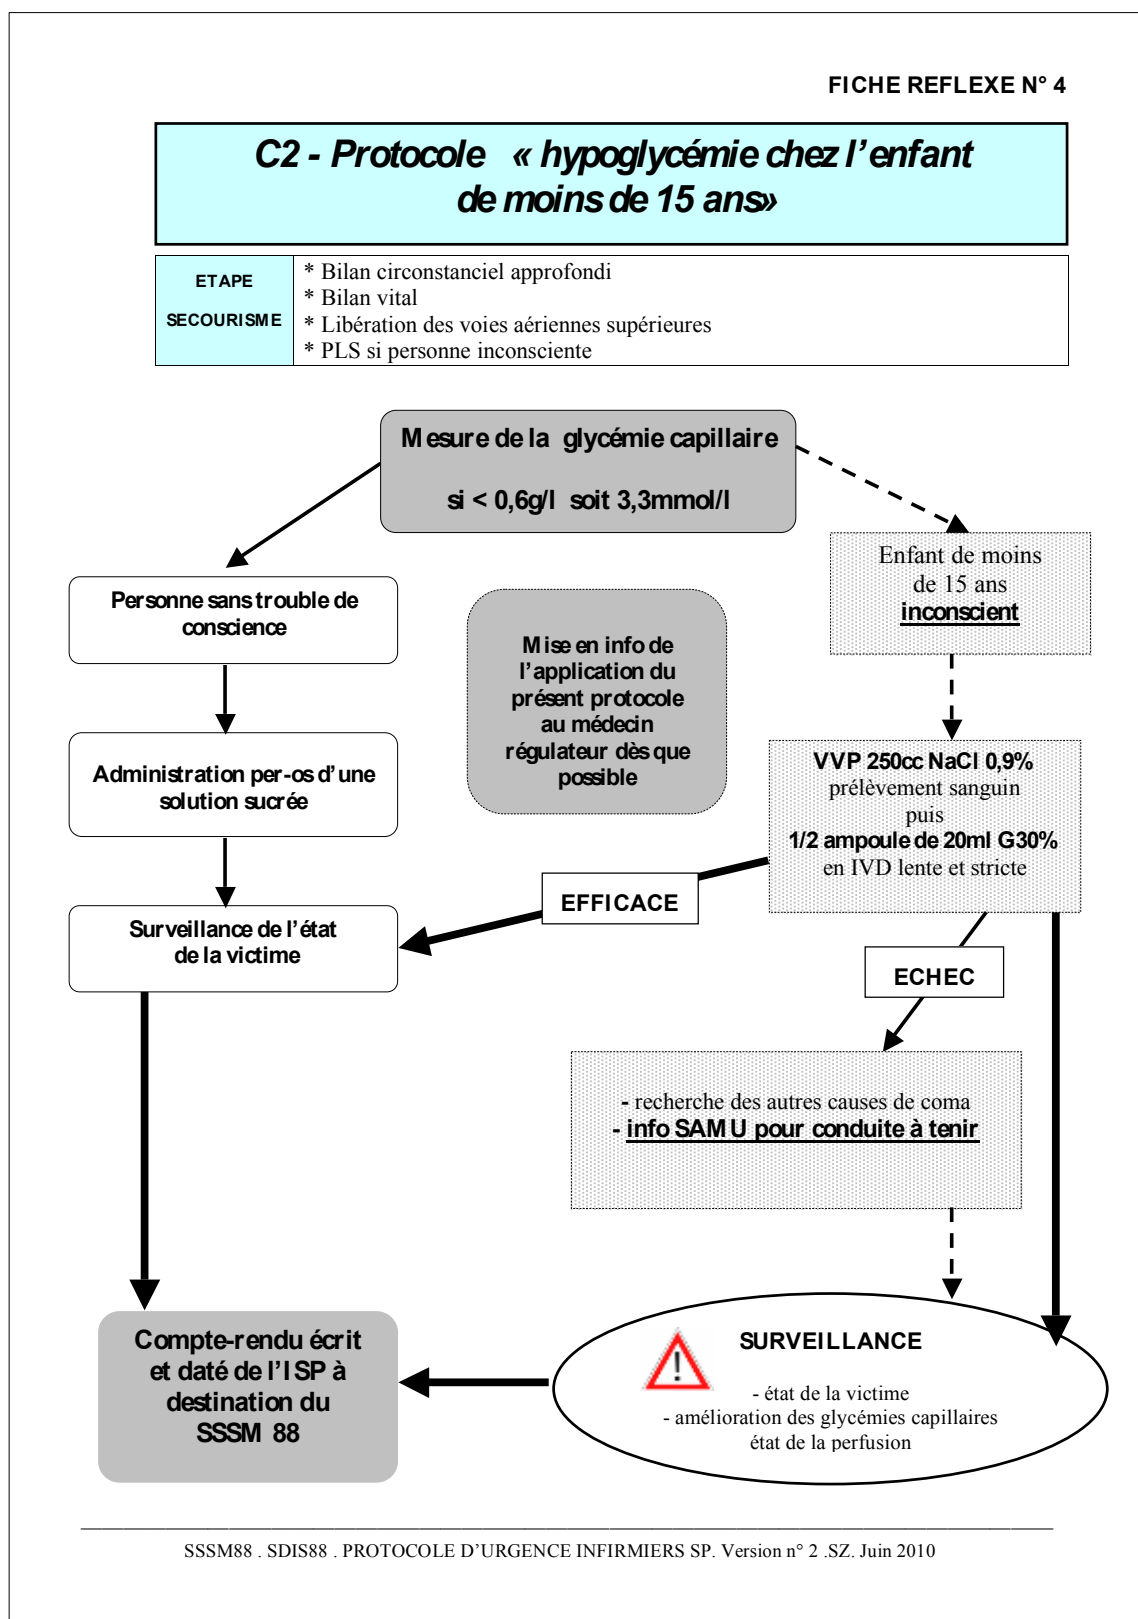 FICHE REFLEXE N° 4
C2 - Protocole « hypoglycémie chez l'enfant
de moins de 15 ans»
ETAPE
SECOURISME
* Bilan circonstanciel approfondi
* Bilan vital
* Libération des voies aériennes supérieures
* PLS si personne inconsciente
Mesure de la glycémie capillaire
si < 0,6g/l soit 3,3mmol/l
Personne sans trouble de
conscience
Enfant de moins
de 15 ans
inconscient
Mise en info de
l'application du
présent protocole
au médecin
régulateur dès que
possible
Administration per-os d'une
solution sucrée
VVP 250cc NaCl 0,9%
prélèvement sanguin
puis
1/2 ampoule de 20ml G30%
en IVD lente et stricte
EFFICACE
Surveillance de l'état
de la victime
ECHEC
- recherche des autres causes de coma
- info SAMU pour conduite à tenir
Compte-rendu écrit
et daté de l'ISP à
destination du
SSSM 88
SURVEILLANCE
- état de la victime
- amélioration des glycémies capillaires
état de la perfusion
SSSM88 . SDIS88 . PROTOCOLE D'URGENCE INFIRMIERS SP. Version n° 2 .SZ. Juin 2010